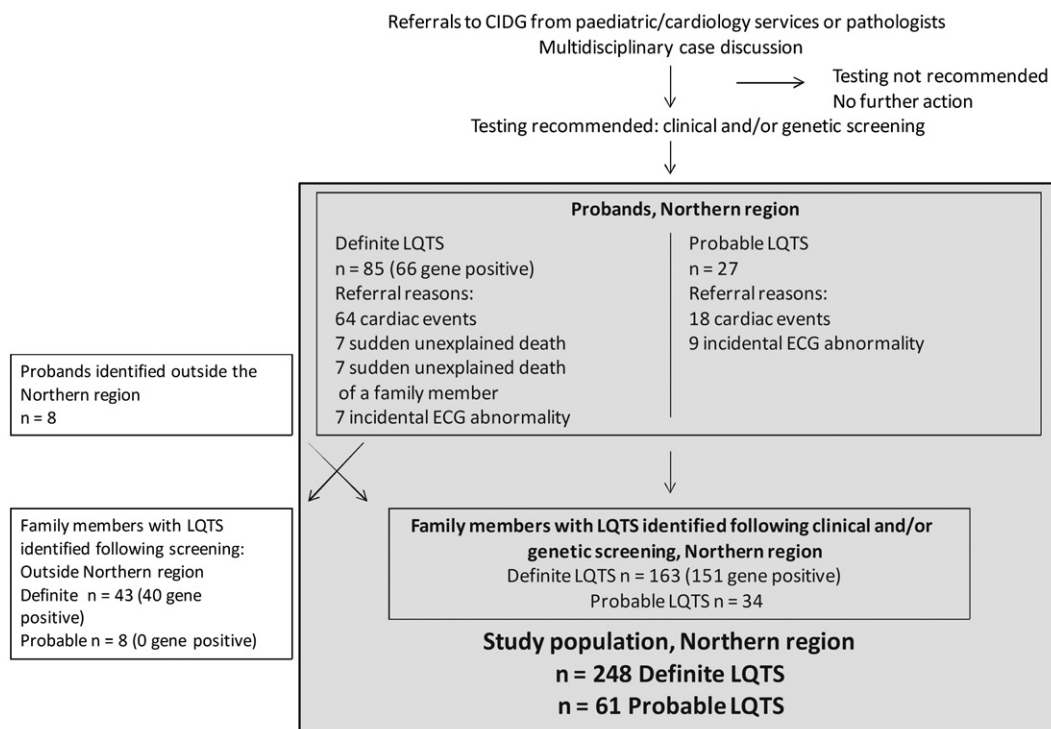 Referrals to CIDG from paediatric/cardiology services or pathologists
Multidisciplinary case discussion
Testing not recommended
No further action
Testing recommended: clinical and/or genetic screening
Probands, Northern region
Definite LQTS
n = 85 (66 gene positive)
Referral reasons:
64 cardiac events
7 sudden unexplained death
7 sudden unexplained death
of a family member
7 incidental ECG abnormality
Probable LQTS
n = 27
Referral reasons:
18 cardiac events
9 incidental ECG abnormality
Probands identified outside the
Northern region
n = 8
Family members with LQTS
identified following screening:
Outside Northern region
Definite n = 43 (40 gene
positive)
Probable n = 8 (0 gene positive)
Family members with LQTS identified following clinical and/or
genetic screening, Northern region
Definite LQTS n = 163 (151 gene positive)
Probable LQTS n = 34
Study population, Northern region
n = 248 Definite LQTS
n = 61 Probable LQTS